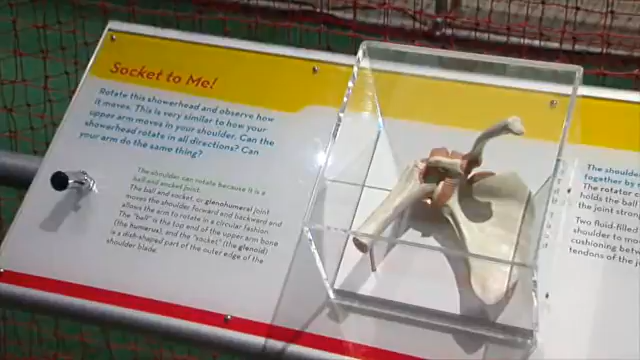 Socket to Me!
Rotate this showerhead and observe how
it moves. This is very similar to how your
upper arm moves in your shoulder. Can the
showerhead rotate in all directions? Can
your arm do the same thing?
The shoulder can rotate because it is a
ball and socket joint.
The ball and socket, or glenohumeral joint
moves the shoulder forward and backward and
allows the arm to rotate in a circular fashion.
The "ball" is the top end of the upper arm bone
(the humerus), and the "socket," (the glenoid)
is a dish-shaped part of the outer edge of the
shoulder blade.
The shoulde
together by
The rotator c
holds the ball
the joint stron
Two fluid-filled
shoulder to mo
cushioning betw
tendons of the j